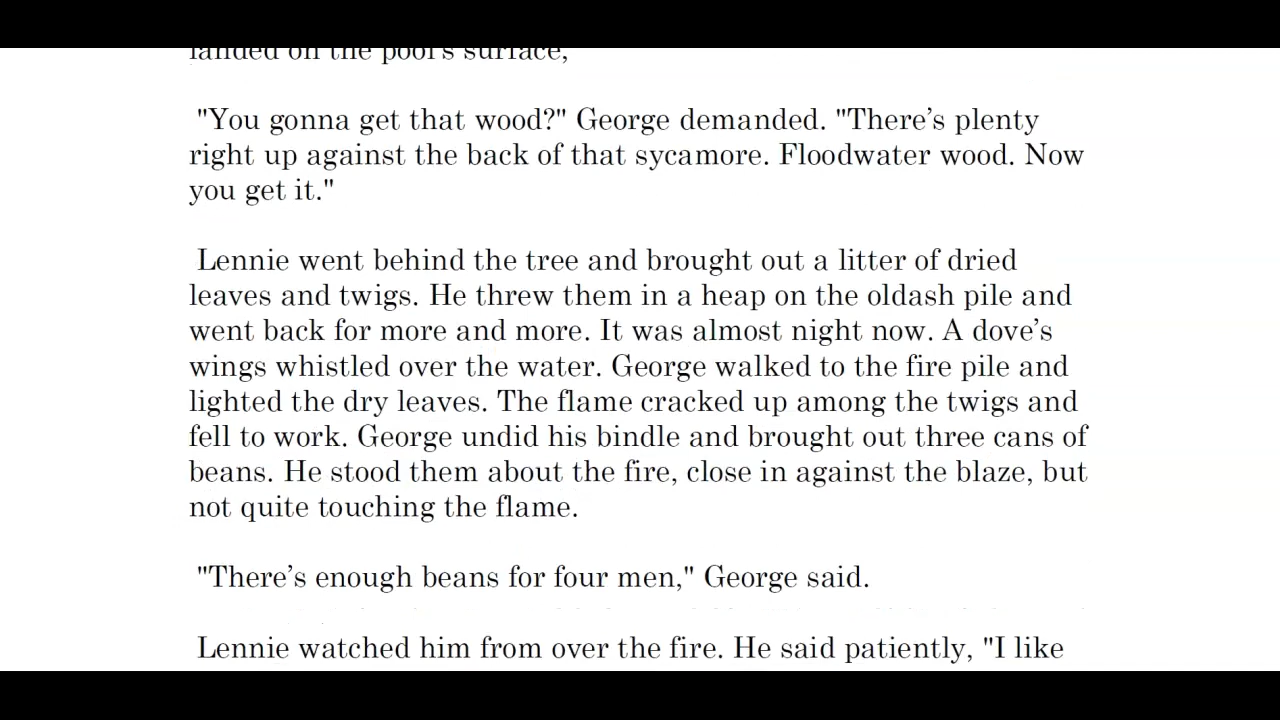 landed on the pool's surface,
"You gonna get that wood?" George demanded. "There's plenty
right up against the back of that sycamore. Floodwater wood. Now
you get it."
Lennie went behind the tree and brought out a litter of dried
leaves and twigs. He threw them in a heap on the oldash pile and
went back for more and more. It was almost night now. A dove's
wings whistled over the water. George walked to the fire pile and
lighted the dry leaves. The flame cracked up among the twigs and
fell to work. George undid his bindle and brought out three cans of
beans. He stood them about the fire, close in against the blaze, but
not quite touching the flame.
"There's enough beans for four men," George said.
Lennie watched him from over the fire. He said patiently, "I like